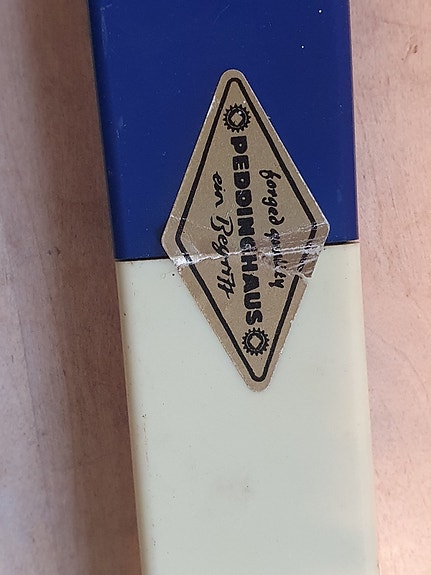 forged quality
PEDDINGHAUS
ein Begriff